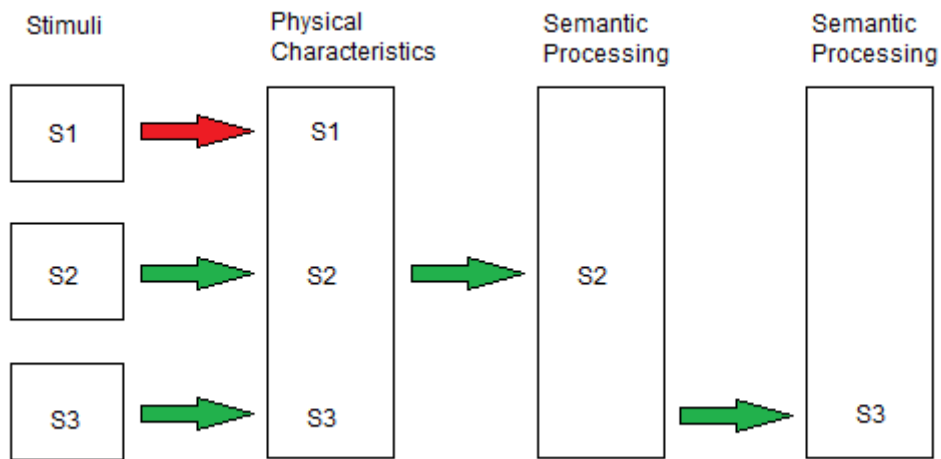 Stimuli
Physical
Characteristics
Semantic
Processing
Semantic
Processing
S1
S1
S2
S2
S2
S3
S3
S3